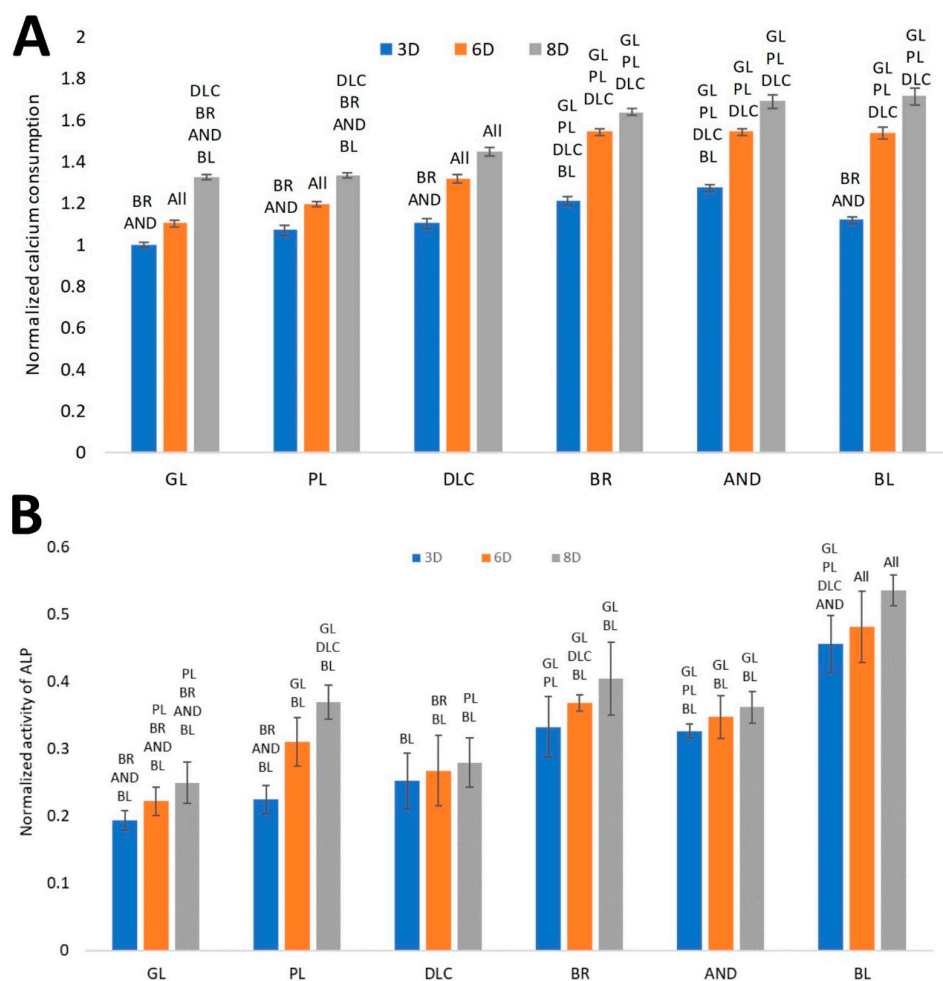 A
Normalized calcium consumption
2
1.8
1.6
1.4
1.2
1
0.8
0.6
0.4
0.2
0
3D 6D 8D
BR
AND
All
DLC
BR
AND
BL
BR
AND
All
DLC
BR
AND
BL
BR
AND
All
All
GL
PL
DLC
BL
GL
PL
DLC
GL
PL
DLC
GL
PL
DLC
BL
GL
PL
DLC
GL
PL
DLC
BR
AND
GL
PL
DLC
GL
PL
DLC
GL PL DLC BR AND BL
B
Normalized activity of ALP
0.6
0.5
0.4
0.3
0.2
0.1
0
3D 6D 8D
BR
AND
BL
PL
BR
AND
BL
PL
BR
AND
BL
BR
AND
BL
GL
BL
GL
DLC
BL
BL
BR
BL
PL
BL
GL
PL
GL
DLC
BL
GL
BL
GL
PL
BL
GL
BL
GL
BL
GL
PL
DLC
AND
All
All
GL PL DLC BR AND BL